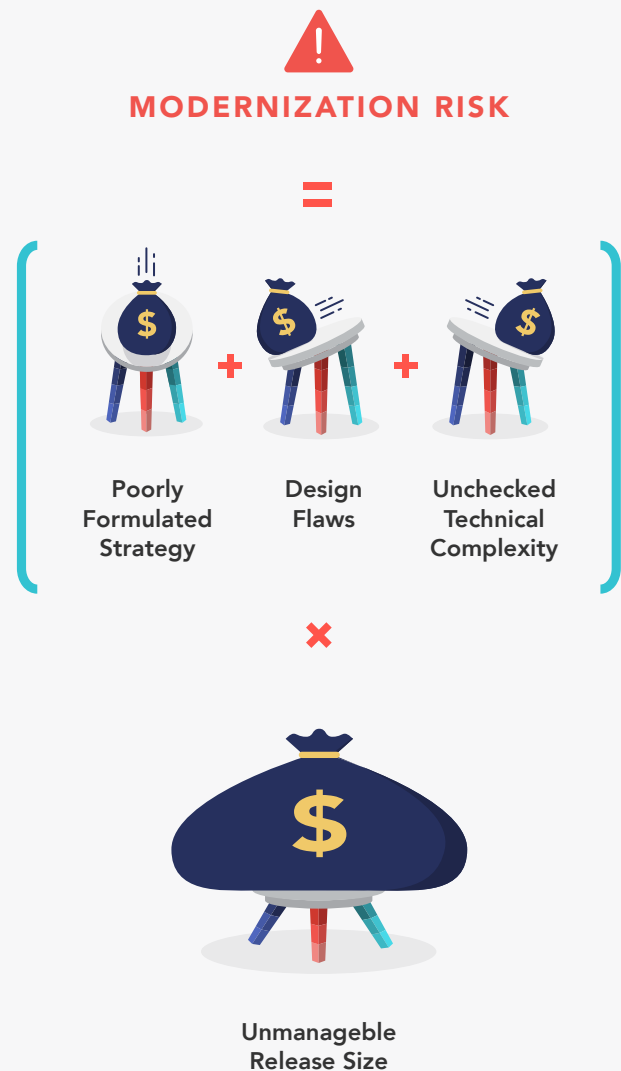 MODERNIZATION RISK
=
$ + $ + $
Poorly
Formulated
Strategy
Design
Flaws
Unchecked
Technical
Complexity
×
$
Unmanageble
Release Size